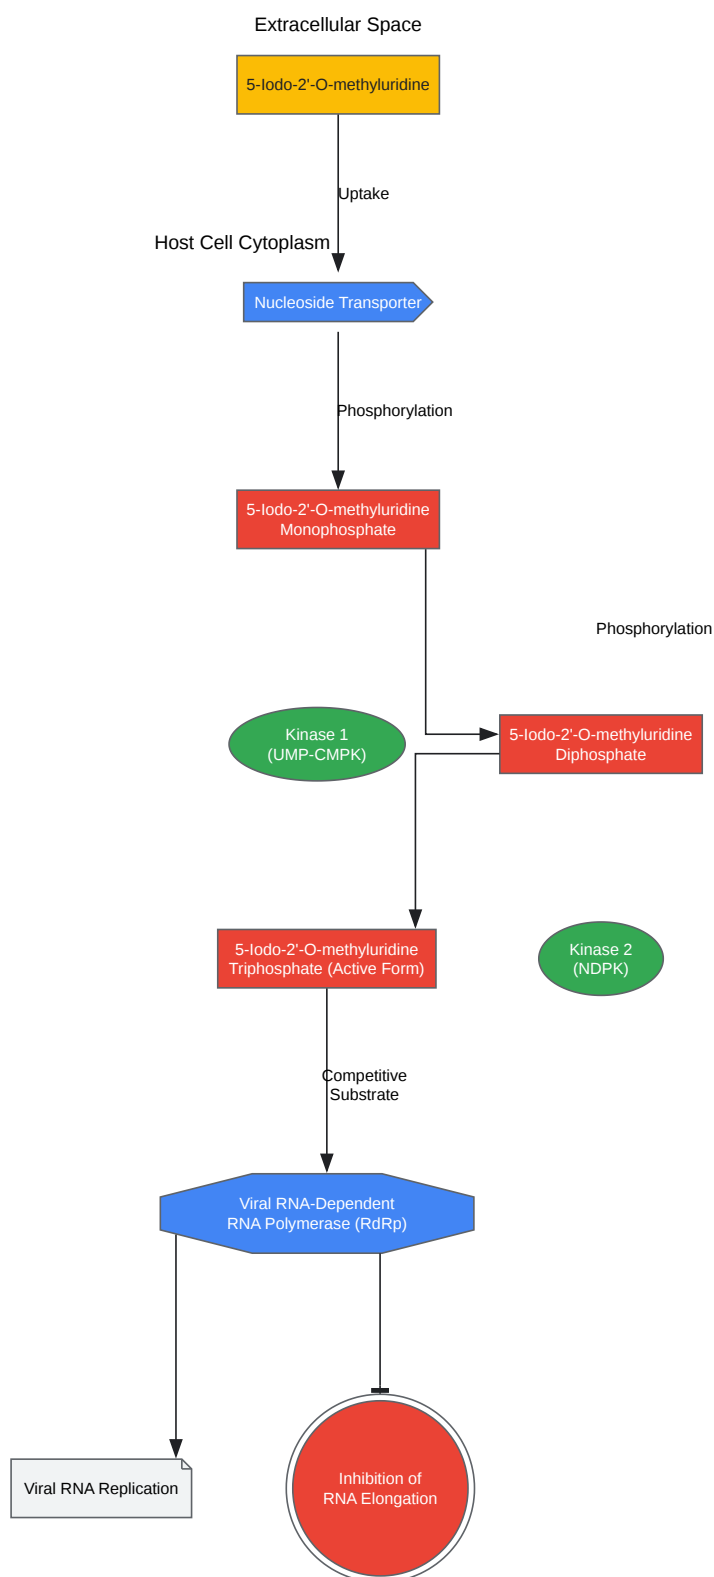 Extracellular Space
5-Iodo-2'-O-methyluridine
Uptake
Host Cell Cytoplasm
Nucleoside Transporter
Phosphorylation
5-Iodo-2'-O-methyluridine
Monophosphate
Phosphorylation
Kinase 1
(UMP-CMPK)
5-Iodo-2'-O-methyluridine
Diphosphate
5-Iodo-2'-O-methyluridine
Triphosphate (Active Form)
Kinase 2
(NDPK)
Competitive
Substrate
Viral RNA-Dependent
RNA Polymerase (RdRp)
Viral RNA Replication
Inhibition of
RNA Elongation